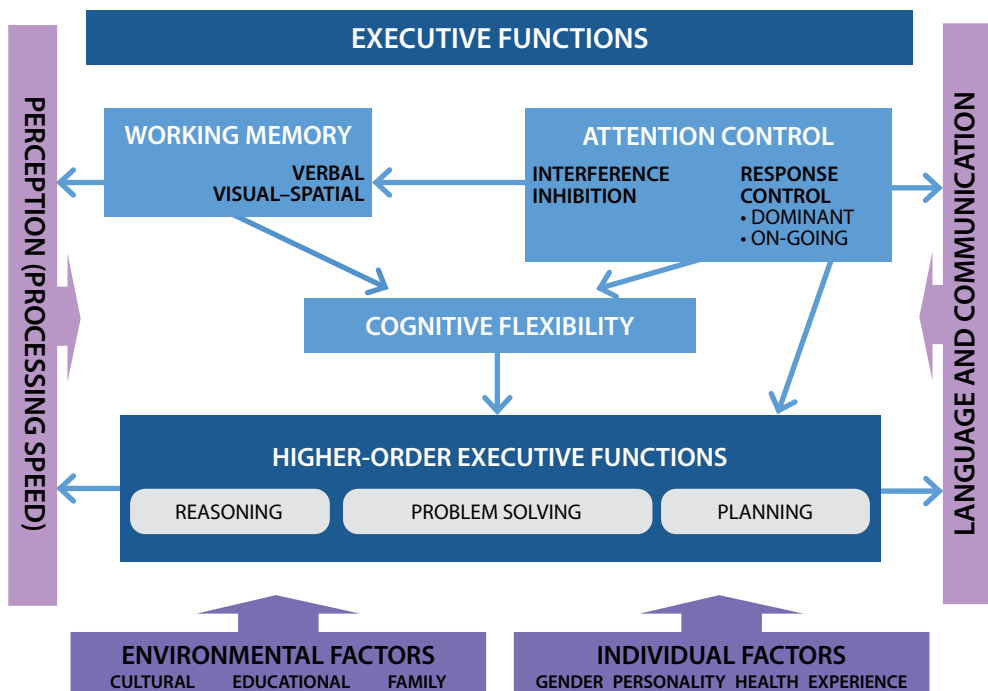 EXECUTIVE FUNCTIONS
PERCEPTION (PROCESSING SPEED)
WORKING MEMORY
VERBAL
VISUAL–SPATIAL
ATTENTION CONTROL
INTERFERENCE
INHIBITION
RESPONSE
CONTROL
• DOMINANT
• ON-GOING
LANGUAGE AND COMMUNICATION
COGNITIVE FLEXIBILITY
HIGHER-ORDER EXECUTIVE FUNCTIONS
REASONING
PROBLEM SOLVING
PLANNING
ENVIRONMENTAL FACTORS
CULTURAL EDUCATIONAL FAMILY
INDIVIDUAL FACTORS
GENDER PERSONALITY HEALTH EXPERIENCE